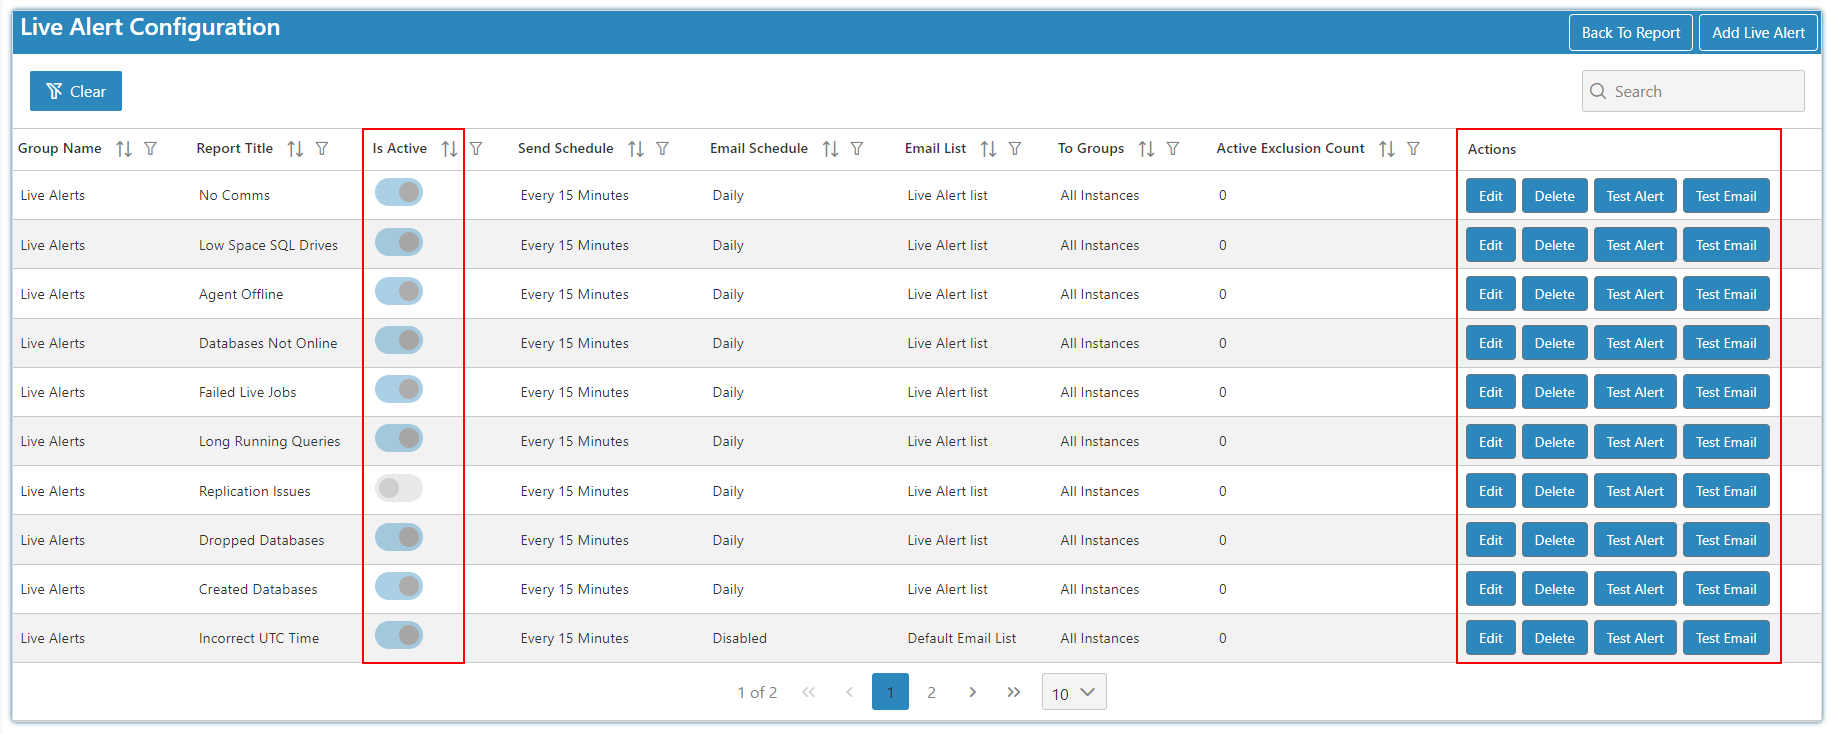 Live Alert Configuration Back To Report Add Live Alert
Clear Search
Group Name Report Title Is Active Send Schedule Email Schedule Email List To Groups Active Exclusion Count Actions
Live Alerts No Comms Every 15 Minutes Daily Live Alert list All Instances 0 Edit Delete Test Alert Test Email
Live Alerts Low Space SQL Drives Every 15 Minutes Daily Live Alert list All Instances 0 Edit Delete Test Alert Test Email
Live Alerts Agent Offline Every 15 Minutes Daily Live Alert list All Instances 0 Edit Delete Test Alert Test Email
Live Alerts Databases Not Online Every 15 Minutes Daily Live Alert list All Instances 0 Edit Delete Test Alert Test Email
Live Alerts Failed Live Jobs Every 15 Minutes Daily Live Alert list All Instances 0 Edit Delete Test Alert Test Email
Live Alerts Long Running Queries Every 15 Minutes Daily Live Alert list All Instances 0 Edit Delete Test Alert Test Email
Live Alerts Replication Issues Every 15 Minutes Daily Live Alert list All Instances 0 Edit Delete Test Alert Test Email
Live Alerts Dropped Databases Every 15 Minutes Daily Live Alert list All Instances 0 Edit Delete Test Alert Test Email
Live Alerts Created Databases Every 15 Minutes Daily Live Alert list All Instances 0 Edit Delete Test Alert Test Email
Live Alerts Incorrect UTC Time Every 15 Minutes Disabled Default Email List All Instances 0 Edit Delete Test Alert Test Email
1 of 2 1 2 10